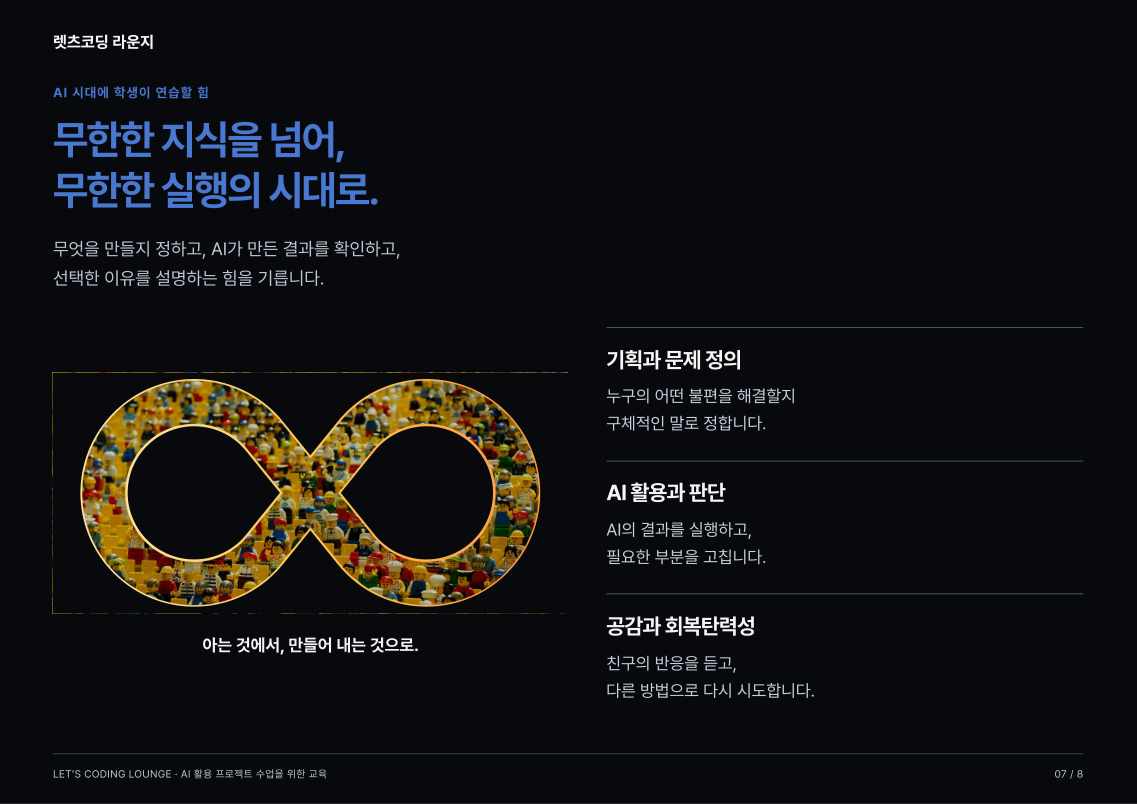 렛츠코딩 라운지
AI 시대에 학생이 연습할 힘
무한한 지식을 넘어,
무한한 실행의 시대로.
무엇을 만들지 정하고, AI가 만든 결과를 확인하고,
선택한 이유를 설명하는 힘을 기릅니다.
아는 것에서, 만들어 내는 것으로.
기획과 문제 정의
누구의 어떤 불편을 해결할지
구체적인 말로 정합니다.
AI 활용과 판단
AI의 결과를 실행하고,
필요한 부분을 고칩니다.
공감과 회복탄력성
친구의 반응을 듣고,
다른 방법으로 다시 시도합니다.
LET'S CODING LOUNGE · AI 활용 프로젝트 수업을 위한 교육
07 / 8